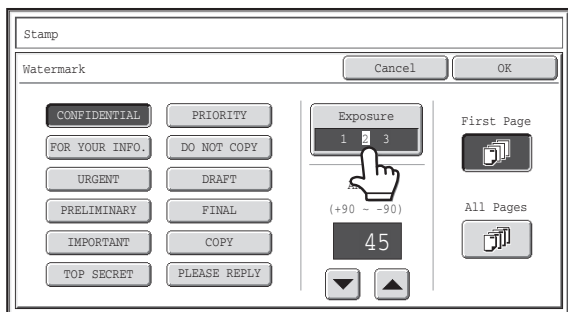 Stamp
Watermark
Cancel
OK
CONFIDENTIAL
PRIORITY
FOR YOUR INFO.
DO NOT COPY
URGENT
DRAFT
PRELIMINARY
FINAL
IMPORTANT
COPY
TOP SECRET
PLEASE REPLY
Exposure
1 2 3
(+90 ~ -90)
45
First Page
All Pages